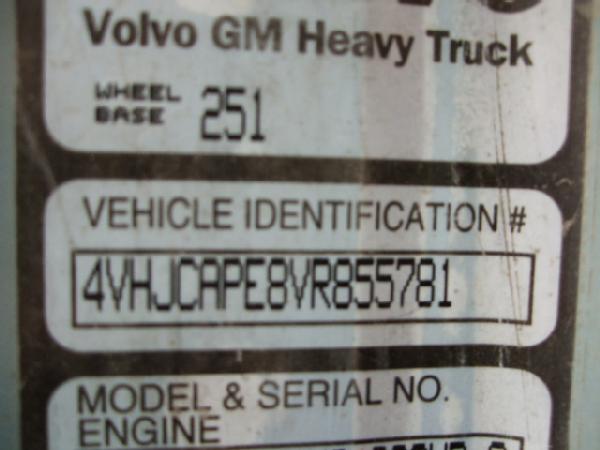 Volvo GM Heavy Truck
WHEEL
BASE 251
VEHICLE IDENTIFICATION #
4VHJCAPE8VR855781
MODEL & SERIAL NO.
ENGINE